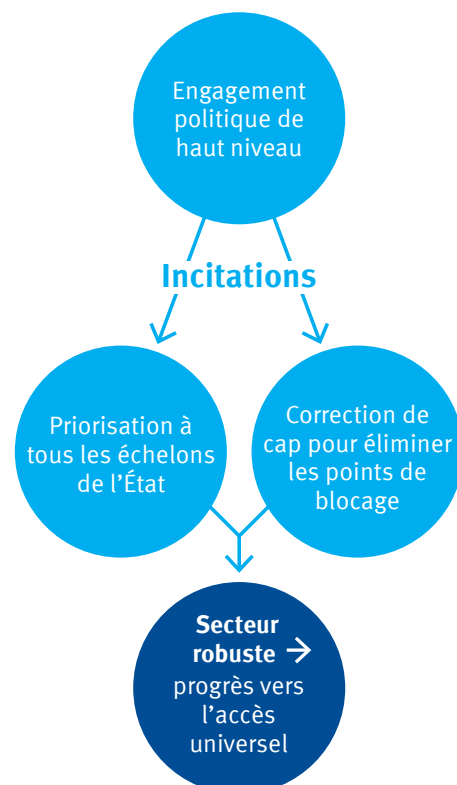 Engagement
politique de
haut niveau
Incitations
Priorisation à
tous les échelons
de l’État
Correction de
cap pour éliminer
les points de
blocage
Secteur
robuste →
progrès vers
l’accès
universel